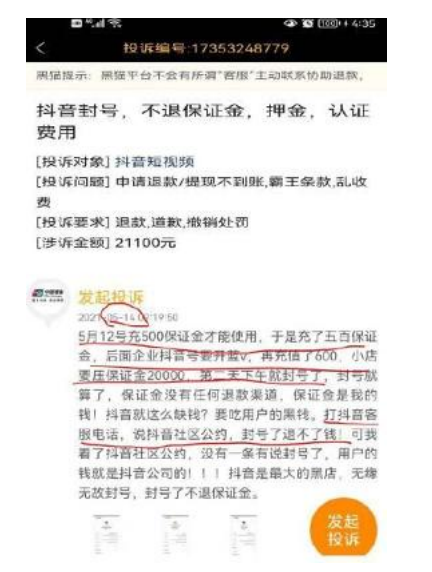 4:35
投诉编号:17353248779
黑猫提示：黑猫平台不会有所谓"客服"主动联系协助退款，
抖音封号，不退保证金，押金，认证
费用
[投诉对象] 抖音短视频
[投诉问题] 申请退款/提现不到账,霸王条款,乱收
费
[投诉要求] 退款,道歉,撤销处罚
[涉诉金额] 21100元
发起投诉
2021-05-14 02:19:50
5月12号充500保证金才能使用，于是充了五百保证
金，后面企业抖音号要开蓝v，再充值了600，小店
要压保证金20000，第二天下午就封号了，封号就
算了，保证金没有任何退款渠道，保证金是我的
钱！抖音就这么缺钱？要吃用户的黑钱。打抖音客
服电话，说抖音社区公约，封号了退不了钱！可我
看了抖音社区公约，没有一条有说封号了，用户的
钱就是抖音公司的！！！抖音是最大的黑店，无缘
无故封号，封号了不退保证金。
发起
投诉